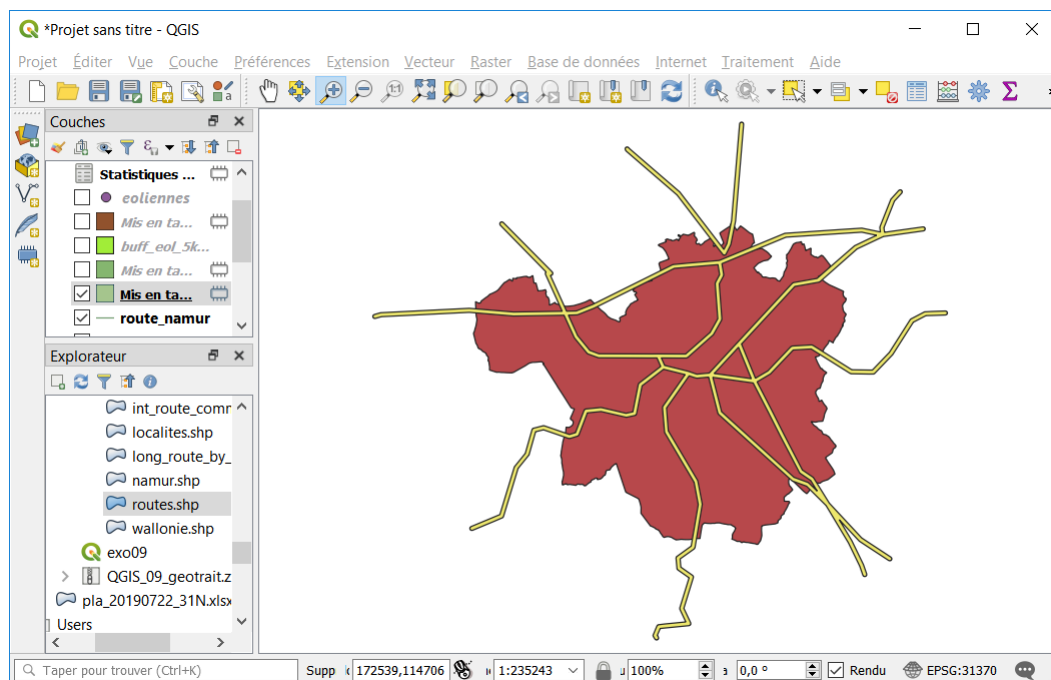 *Projet sans titre - QGIS
Projet Éditer Vue Couche Préférences Extension Vecteur Raster Base de données Internet Traitement Aide
Couches
Statistiques ...
eoliennes
Mis en ta...
buff_eol_5k...
Mis en ta...
Mis en ta...
route_namur
Explorateur
int_route_comr
localites.shp
long_route_by_
namur.shp
routes.shp
wallonie.shp
exo09
QGIS_09_geotrait.z
pla_20190722_31N.xlsx
Users
Taper pour trouver (Ctrl+K) Supp 172539,114706 1:235243 100% 0,0 ° Rendu EPSG:31370